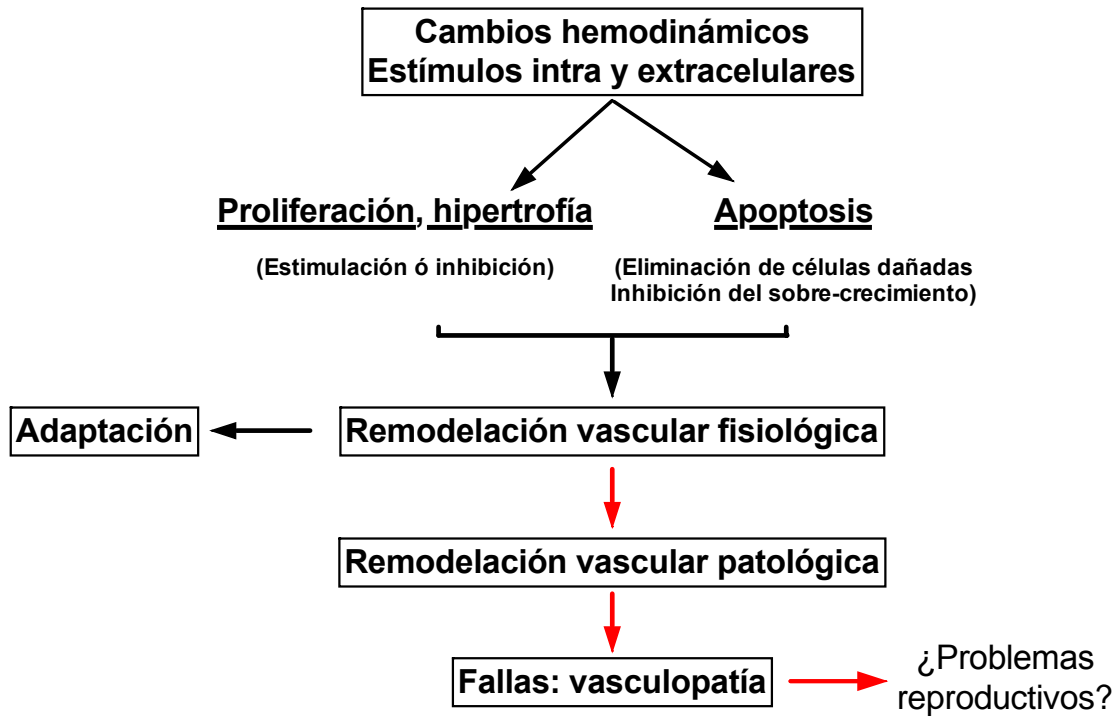 Cambios hemodinámicos
Estímulos intra y extracelulares
Proliferación, hipertrofía
Apoptosis
(Estimulación ó inhibición)
(Eliminación de células dañadas
Inhibición del sobre-crecimiento)
Adaptación
Remodelación vascular fisiológica
Remodelación vascular patológica
Fallas: vasculopatía
¿Problemas
reproductivos?